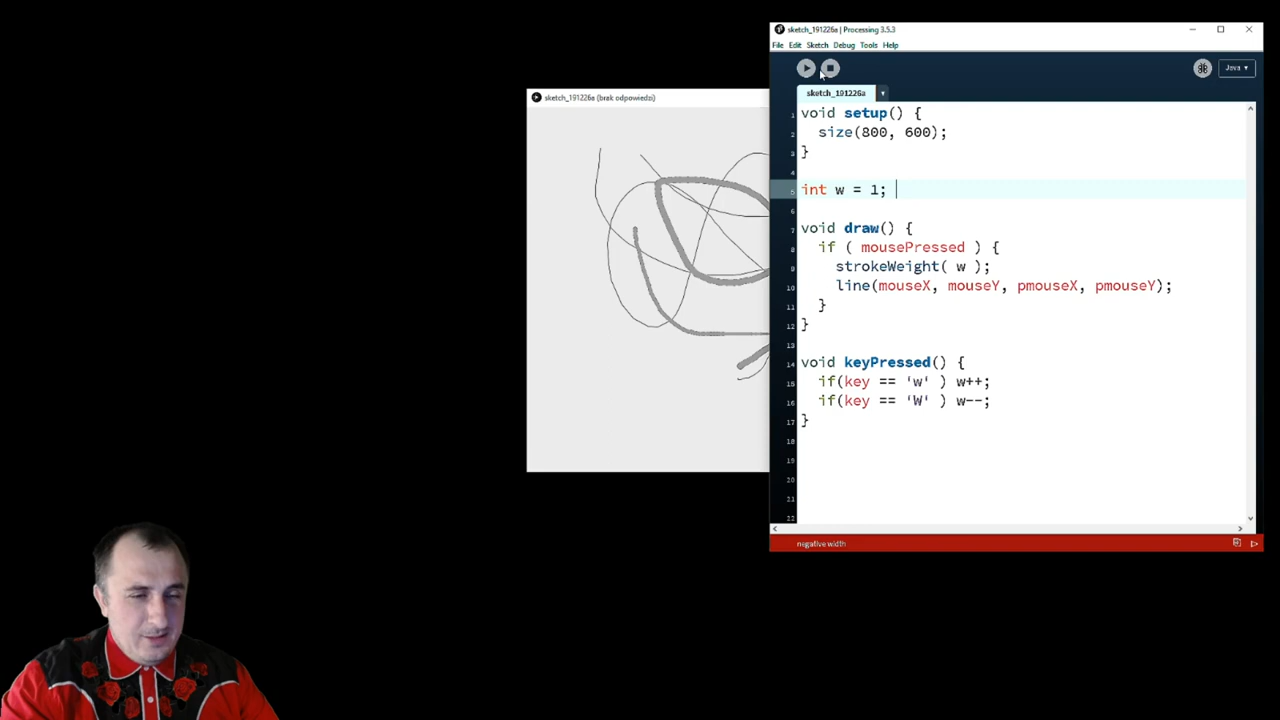 sketch_191226a | Processing 3.5.3
File Edit Sketch Debug Tools Help
Java ▾
sketch_191226a
sketch_191226a (brak odpowiedzi)
1 void setup() {
2 size(800, 600);
3 }
4
5 int w = 1;
6
7 void draw() {
8 if ( mousePressed ) {
9 strokeWeight( w );
10 line(mouseX, mouseY, pmouseX, pmouseY);
11 }
12 }
13
14 void keyPressed() {
15 if(key == 'w' ) w++;
16 if(key == 'W' ) w--;
17 }
18
19
20
21
22
negative width